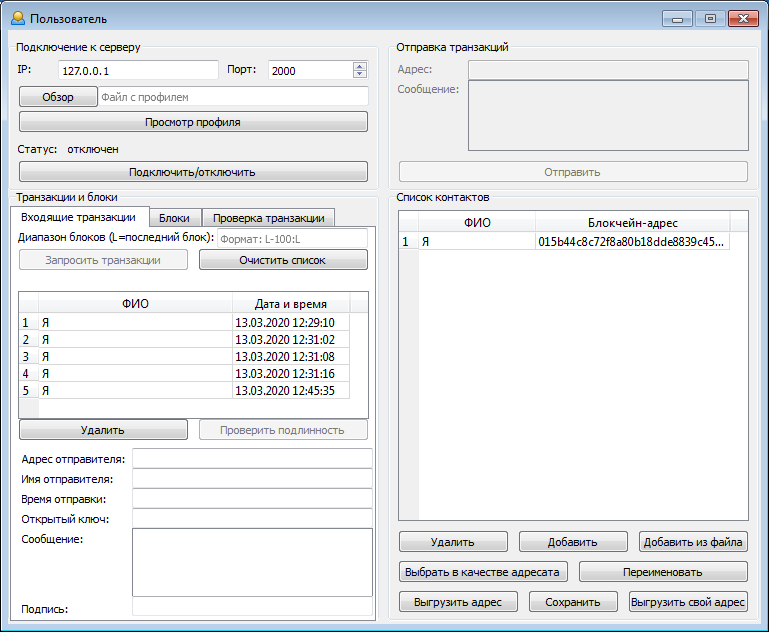 Пользователь
Подключение к серверу
IP: 127.0.0.1 Порт: 2000
Обзор Файл с профилем
Просмотр профиля
Статус: отключен
Подключить/отключить
Отправка транзакций
Адрес:
Сообщение:
Отправить
Транзакции и блоки
Входящие транзакции Блоки Проверка транзакции
Диапазон блоков (L=последний блок): Формат: L-100:L
Запросить транзакции Очистить список
ФИО Дата и время
1 Я 13.03.2020 12:29:10
2 Я 13.03.2020 12:31:02
3 Я 13.03.2020 12:31:08
4 Я 13.03.2020 12:31:16
5 Я 13.03.2020 12:45:35
Удалить Проверить подлинность
Адрес отправителя:
Имя отправителя:
Время отправки:
Открытый ключ:
Сообщение:
Подпись:
Список контактов
ФИО Блокчейн-адрес
1 Я 015b44c8c72f8a80b18dde8839c45...
Удалить Добавить Добавить из файла
Выбрать в качестве адресата Переименовать
Выгрузить адрес Сохранить Выгрузить свой адрес